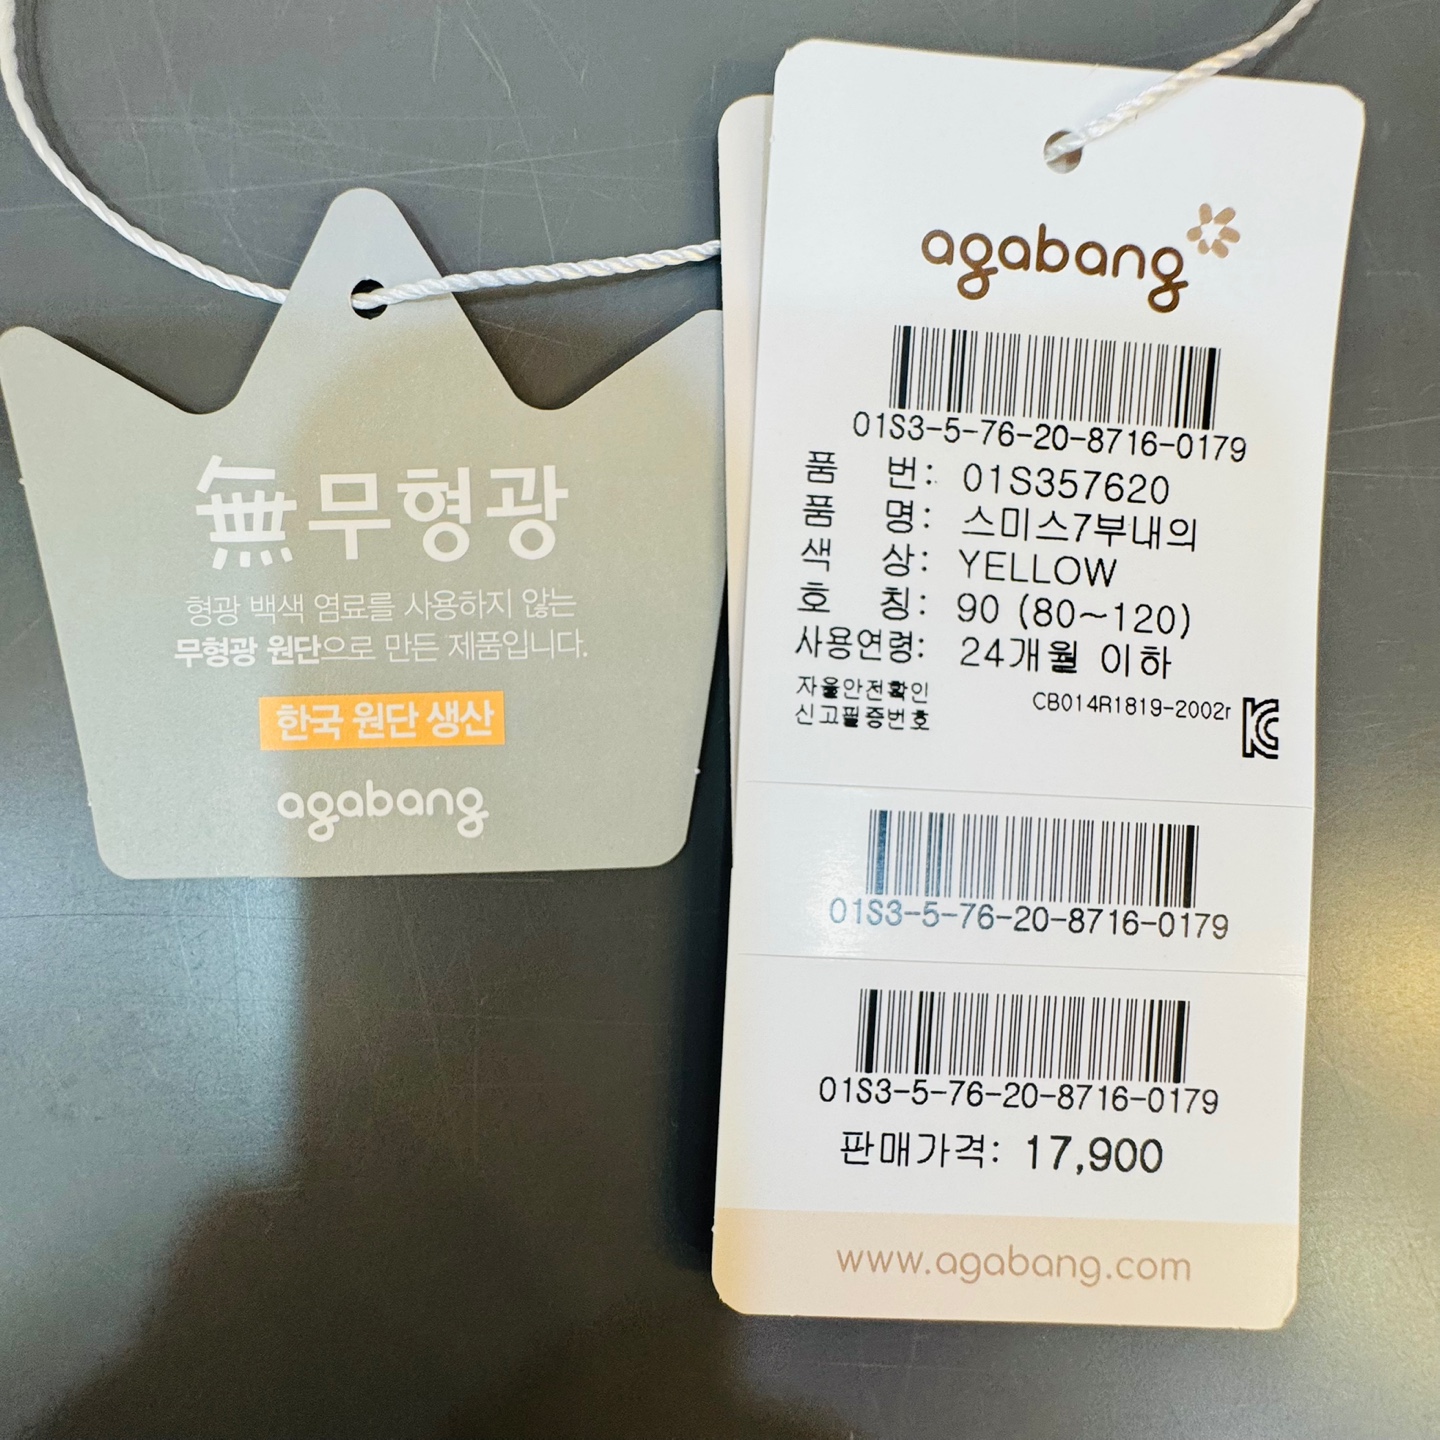 無무형광
형광 백색 염료를 사용하지 않는
무형광 원단으로 만든 제품입니다.
한국 원단 생산
agabang
agabang
01S3-5-76-20-8716-0179
품 번: 01S357620
품 명: 스미스7부내의
색 상: YELLOW
호 칭: 90 (80~120)
사용연령: 24개월 이하
자율안전확인
신고필증번호 CB014R1819-2002r
01S3-5-76-20-8716-0179
01S3-5-76-20-8716-0179
판매가격: 17,900
www.agabang.com